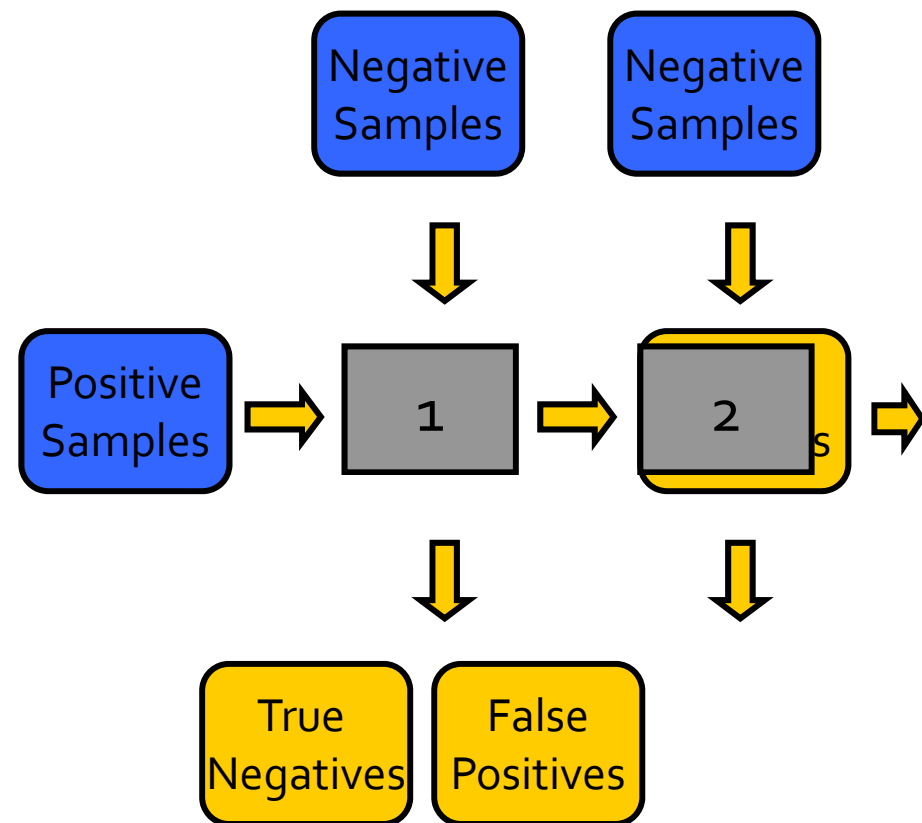 Negative
Samples
Negative
Samples
Positive
Samples
1
2
s
True
Negatives
False
Positives